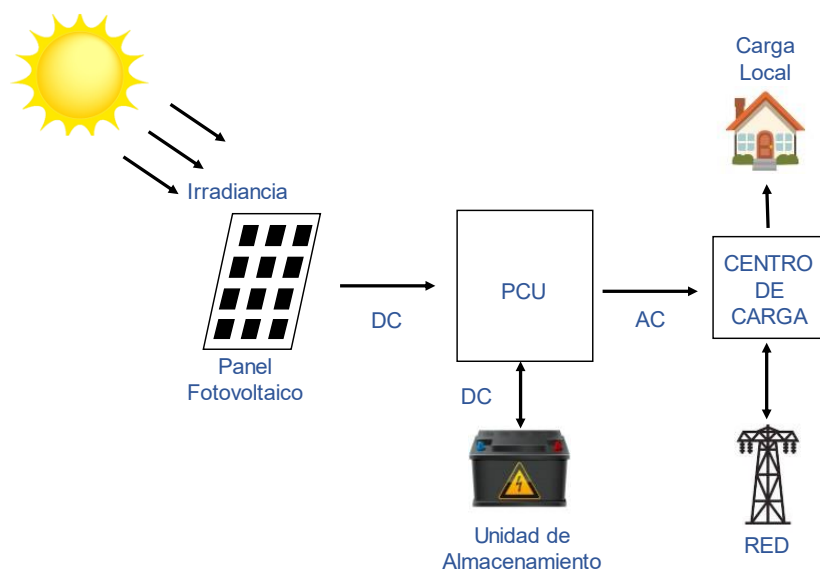 Carga
Local
Irradiancia
PCU
CENTRO
DE
CARGA
DC
AC
Panel
Fotovoltaico
DC
Unidad de
Almacenamiento
RED